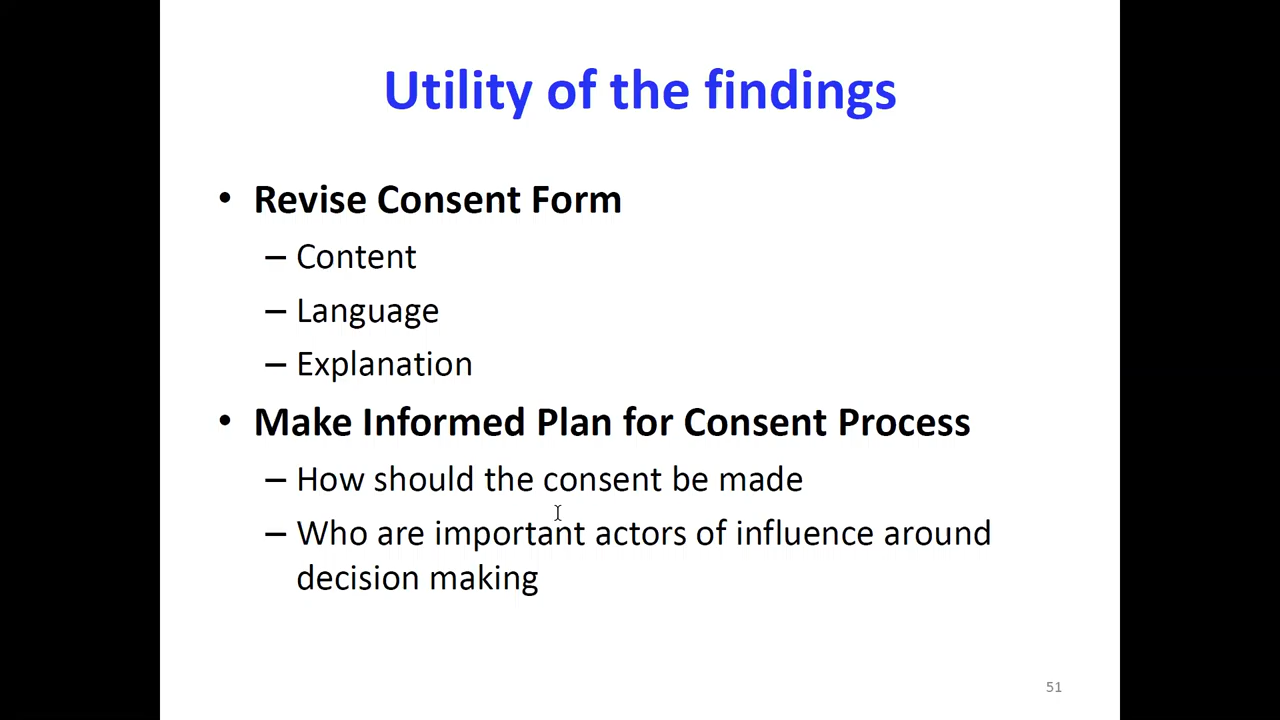 Utility of the findings
• Revise Consent Form
– Content
– Language
– Explanation
• Make Informed Plan for Consent Process
– How should the consent be made
– Who are important actors of influence around
decision making
51